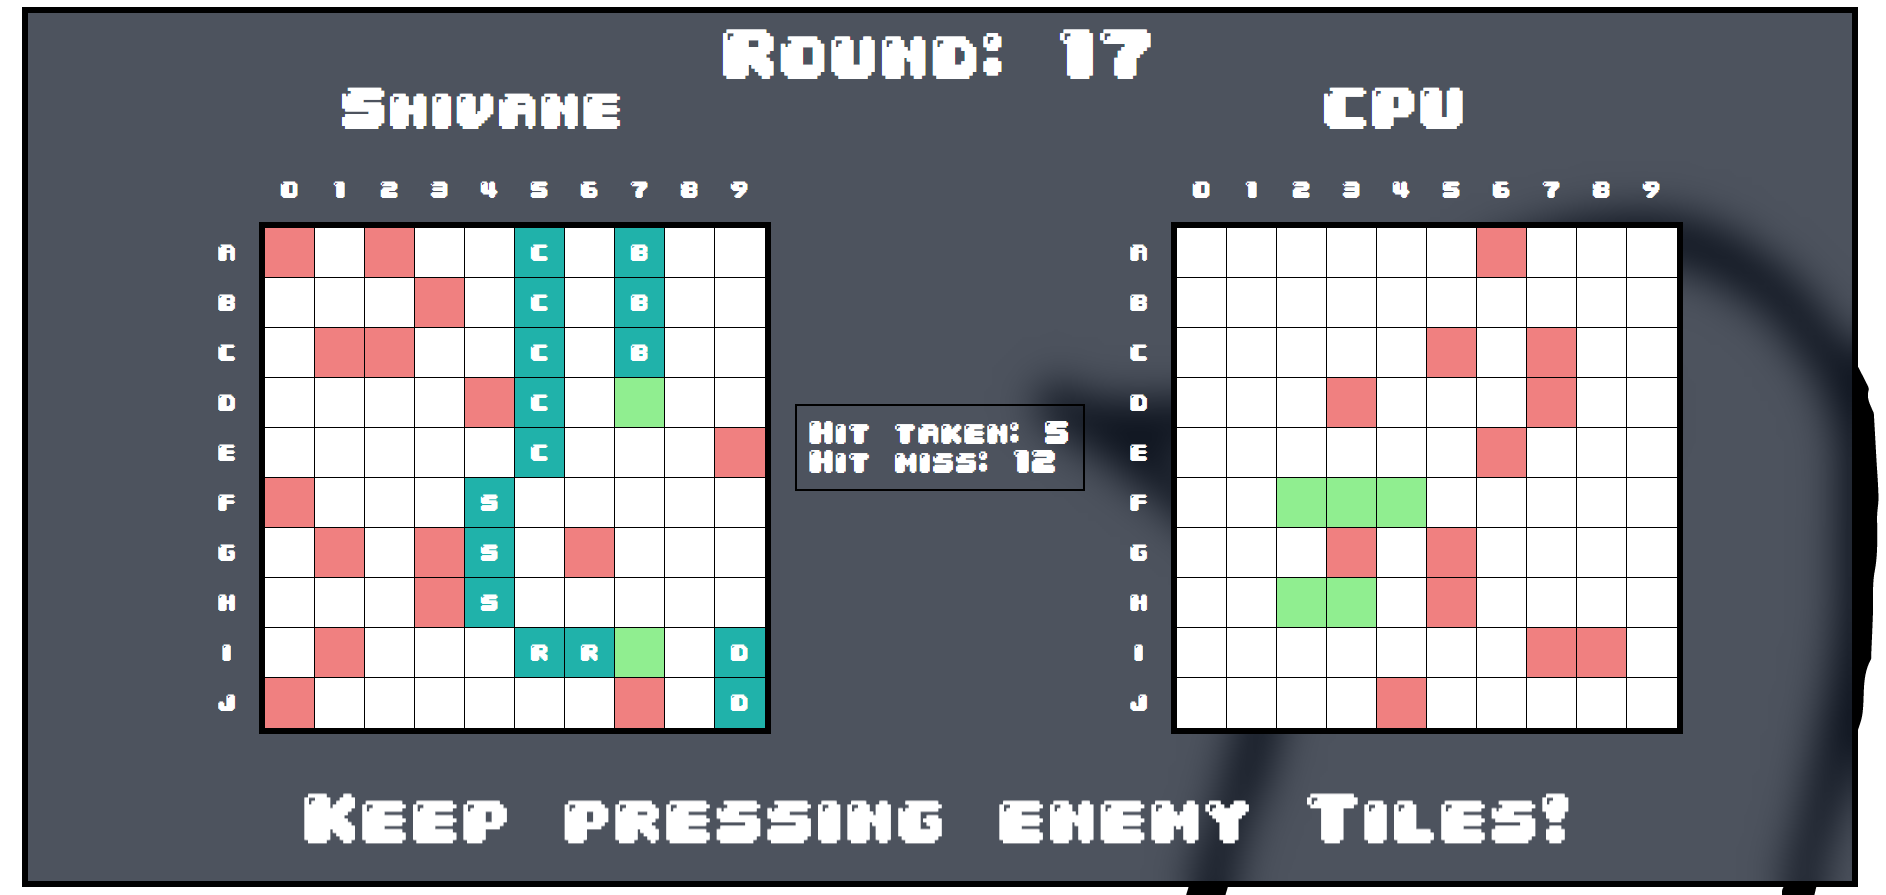 Round: 17
Shivane
CPU
0 1 2 3 4 5 6 7 8 9
0 1 2 3 4 5 6 7 8 9
A C B A
B C B B
C C B C
D C D
E C E
F S F
G S G
H S H
I R R D I
J D J
Hit taken: 5
Hit miss: 12
Keep pressing enemy Tiles!